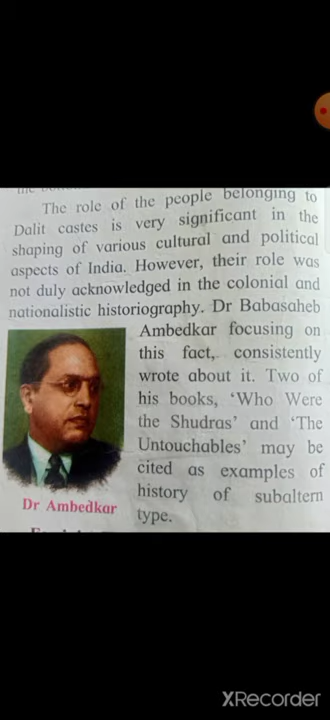 The role of the people belonging to
Dalit castes is very significant in the
shaping of various cultural and political
aspects of India. However, their role was
not duly acknowledged in the colonial and
nationalistic historiography. Dr Babasaheb
Ambedkar focusing on
this fact, consistently
wrote about it. Two of
his books, ‘Who Were
the Shudras’ and ‘The
Untouchables’ may be
cited as examples of
history of subaltern
type.
Dr Ambedkar
XRecorder